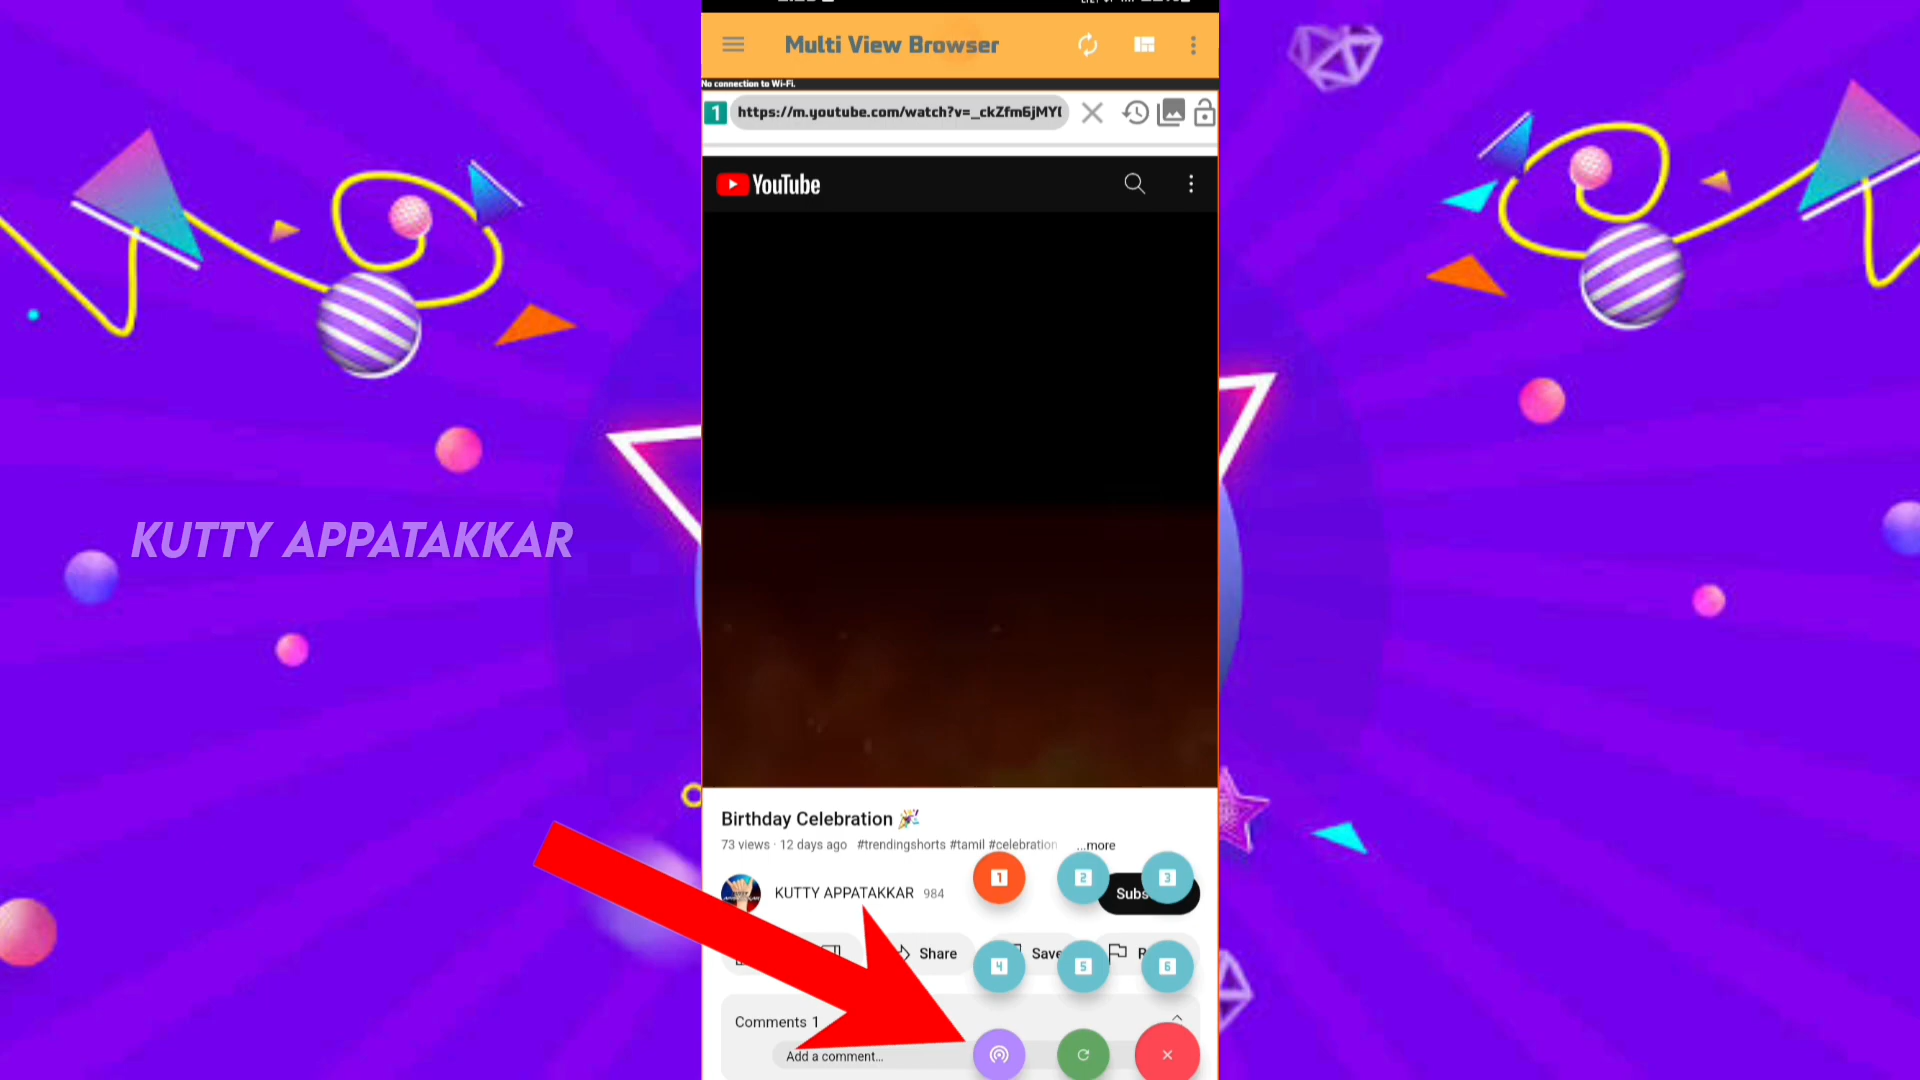 Multi View Browser
No connection to Wi-Fi.
1 https://m.youtube.com/watch?v=_ckZfm6jMY
YouTube
KUTTY APPATAKKAR
Birthday Celebration 🎉
73 views · 12 days ago #trendingshorts #tamil #celebration ...more
1 2 3
KUTTY APPATAKKAR 984
Subs
Share Save R
4 5 6
Comments 1
Add a comment...